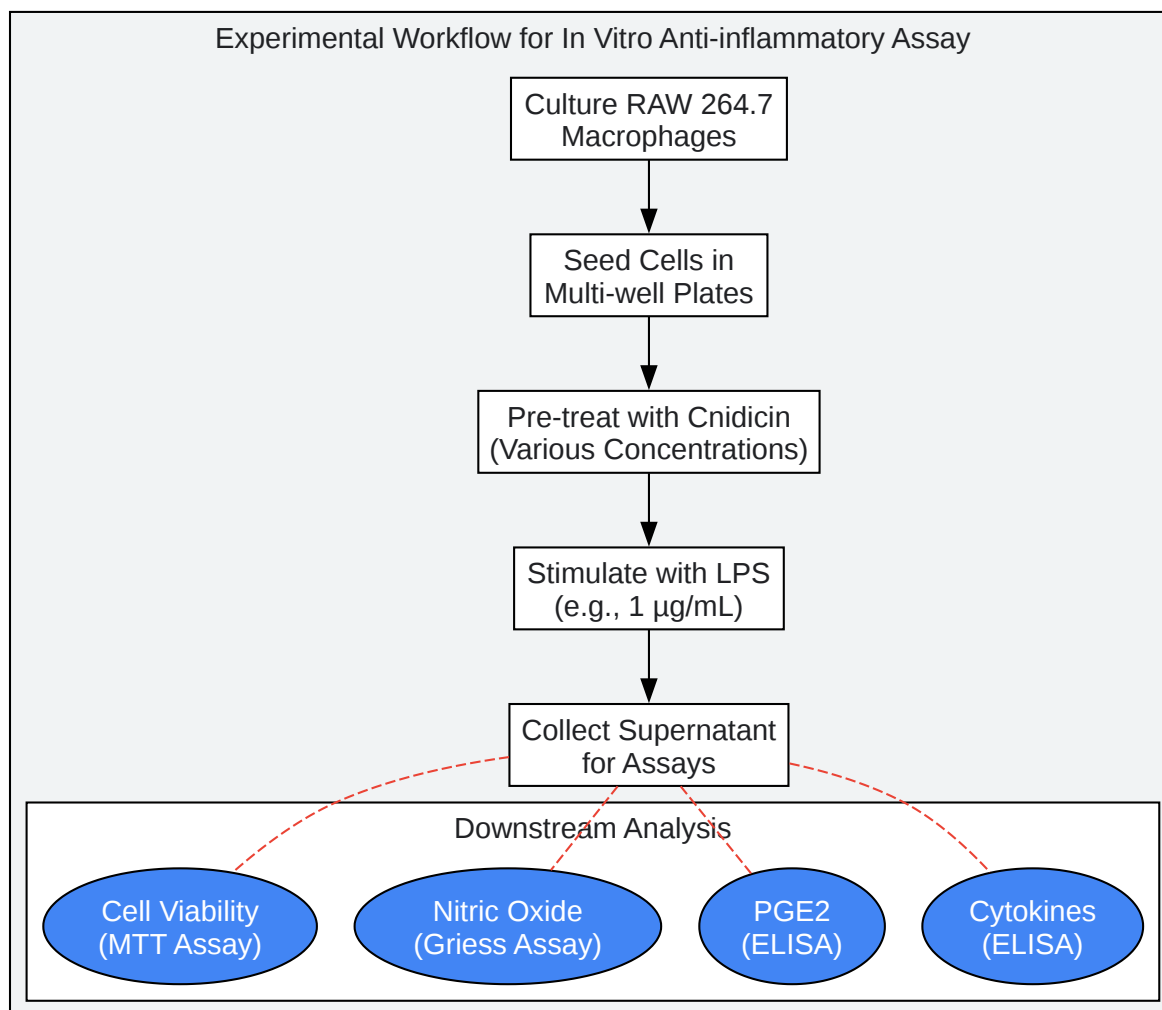 Experimental Workflow for In Vitro Anti-inflammatory Assay
Culture RAW 264.7
Macrophages
Seed Cells in
Multi-well Plates
Pre-treat with Cnidicin
(Various Concentrations)
Stimulate with LPS
(e.g., 1 µg/mL)
Collect Supernatant
for Assays
Downstream Analysis
Cell Viability
(MTT Assay)
Nitric Oxide
(Griess Assay)
PGE2
(ELISA)
Cytokines
(ELISA)